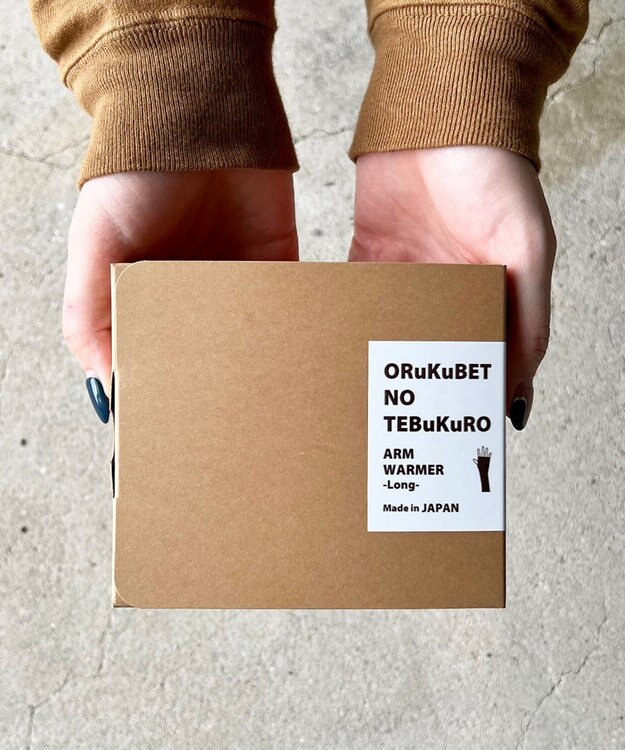 ORuKuBET
NO
TEBuKuRO
ARM
WARMER
-Long-
Made in JAPAN